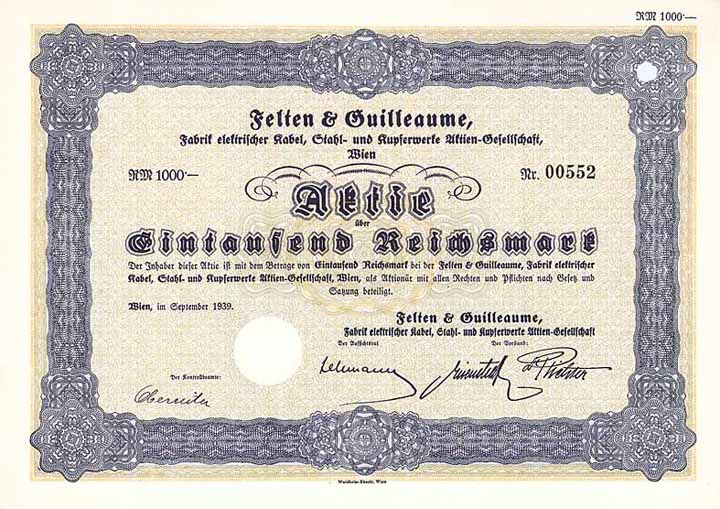 RM 1000·—
Felten & Guilleaume,
Fabrik elektrischer Kabel, Stahl- und Kupferwerke Aktien-Gesellschaft,
Wien
RM 1000·— Nr. 00552
Aktie
über
Eintausend Reichsmark
Der Inhaber dieser Aktie ist mit dem Betrage von Eintausend Reichsmark bei der Felten & Guilleaume, Fabrik elektrischer
Kabel, Stahl- und Kupferwerke Aktien-Gesellschaft, Wien, als Aktionär mit allen Rechten und Pflichten nach Gesetz und
Satzung beteiligt.
Wien, im September 1939.
Felten & Guilleaume,
Fabrik elektrischer Kabel, Stahl- und Kupferwerke Aktien-Gesellschaft
Der Aufsichtsrat Der Vorstand:
Lehmann
Der Kontrollbeamte:
Waldheim-Eberle, Wien